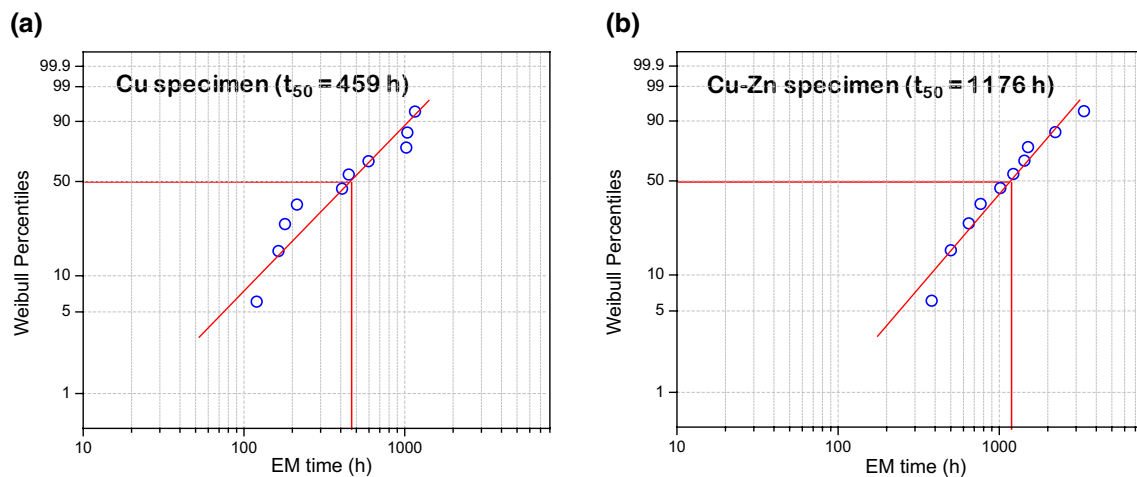 (a)
Cu specimen (t50 = 459 h)
Weibull Percentiles
99.9
99
90
50
10
5
1
10
100
1000
EM time (h)
(b)
Cu-Zn specimen (t50 = 1176 h)
Weibull Percentiles
99.9
99
90
50
10
5
1
10
100
1000
EM time (h)